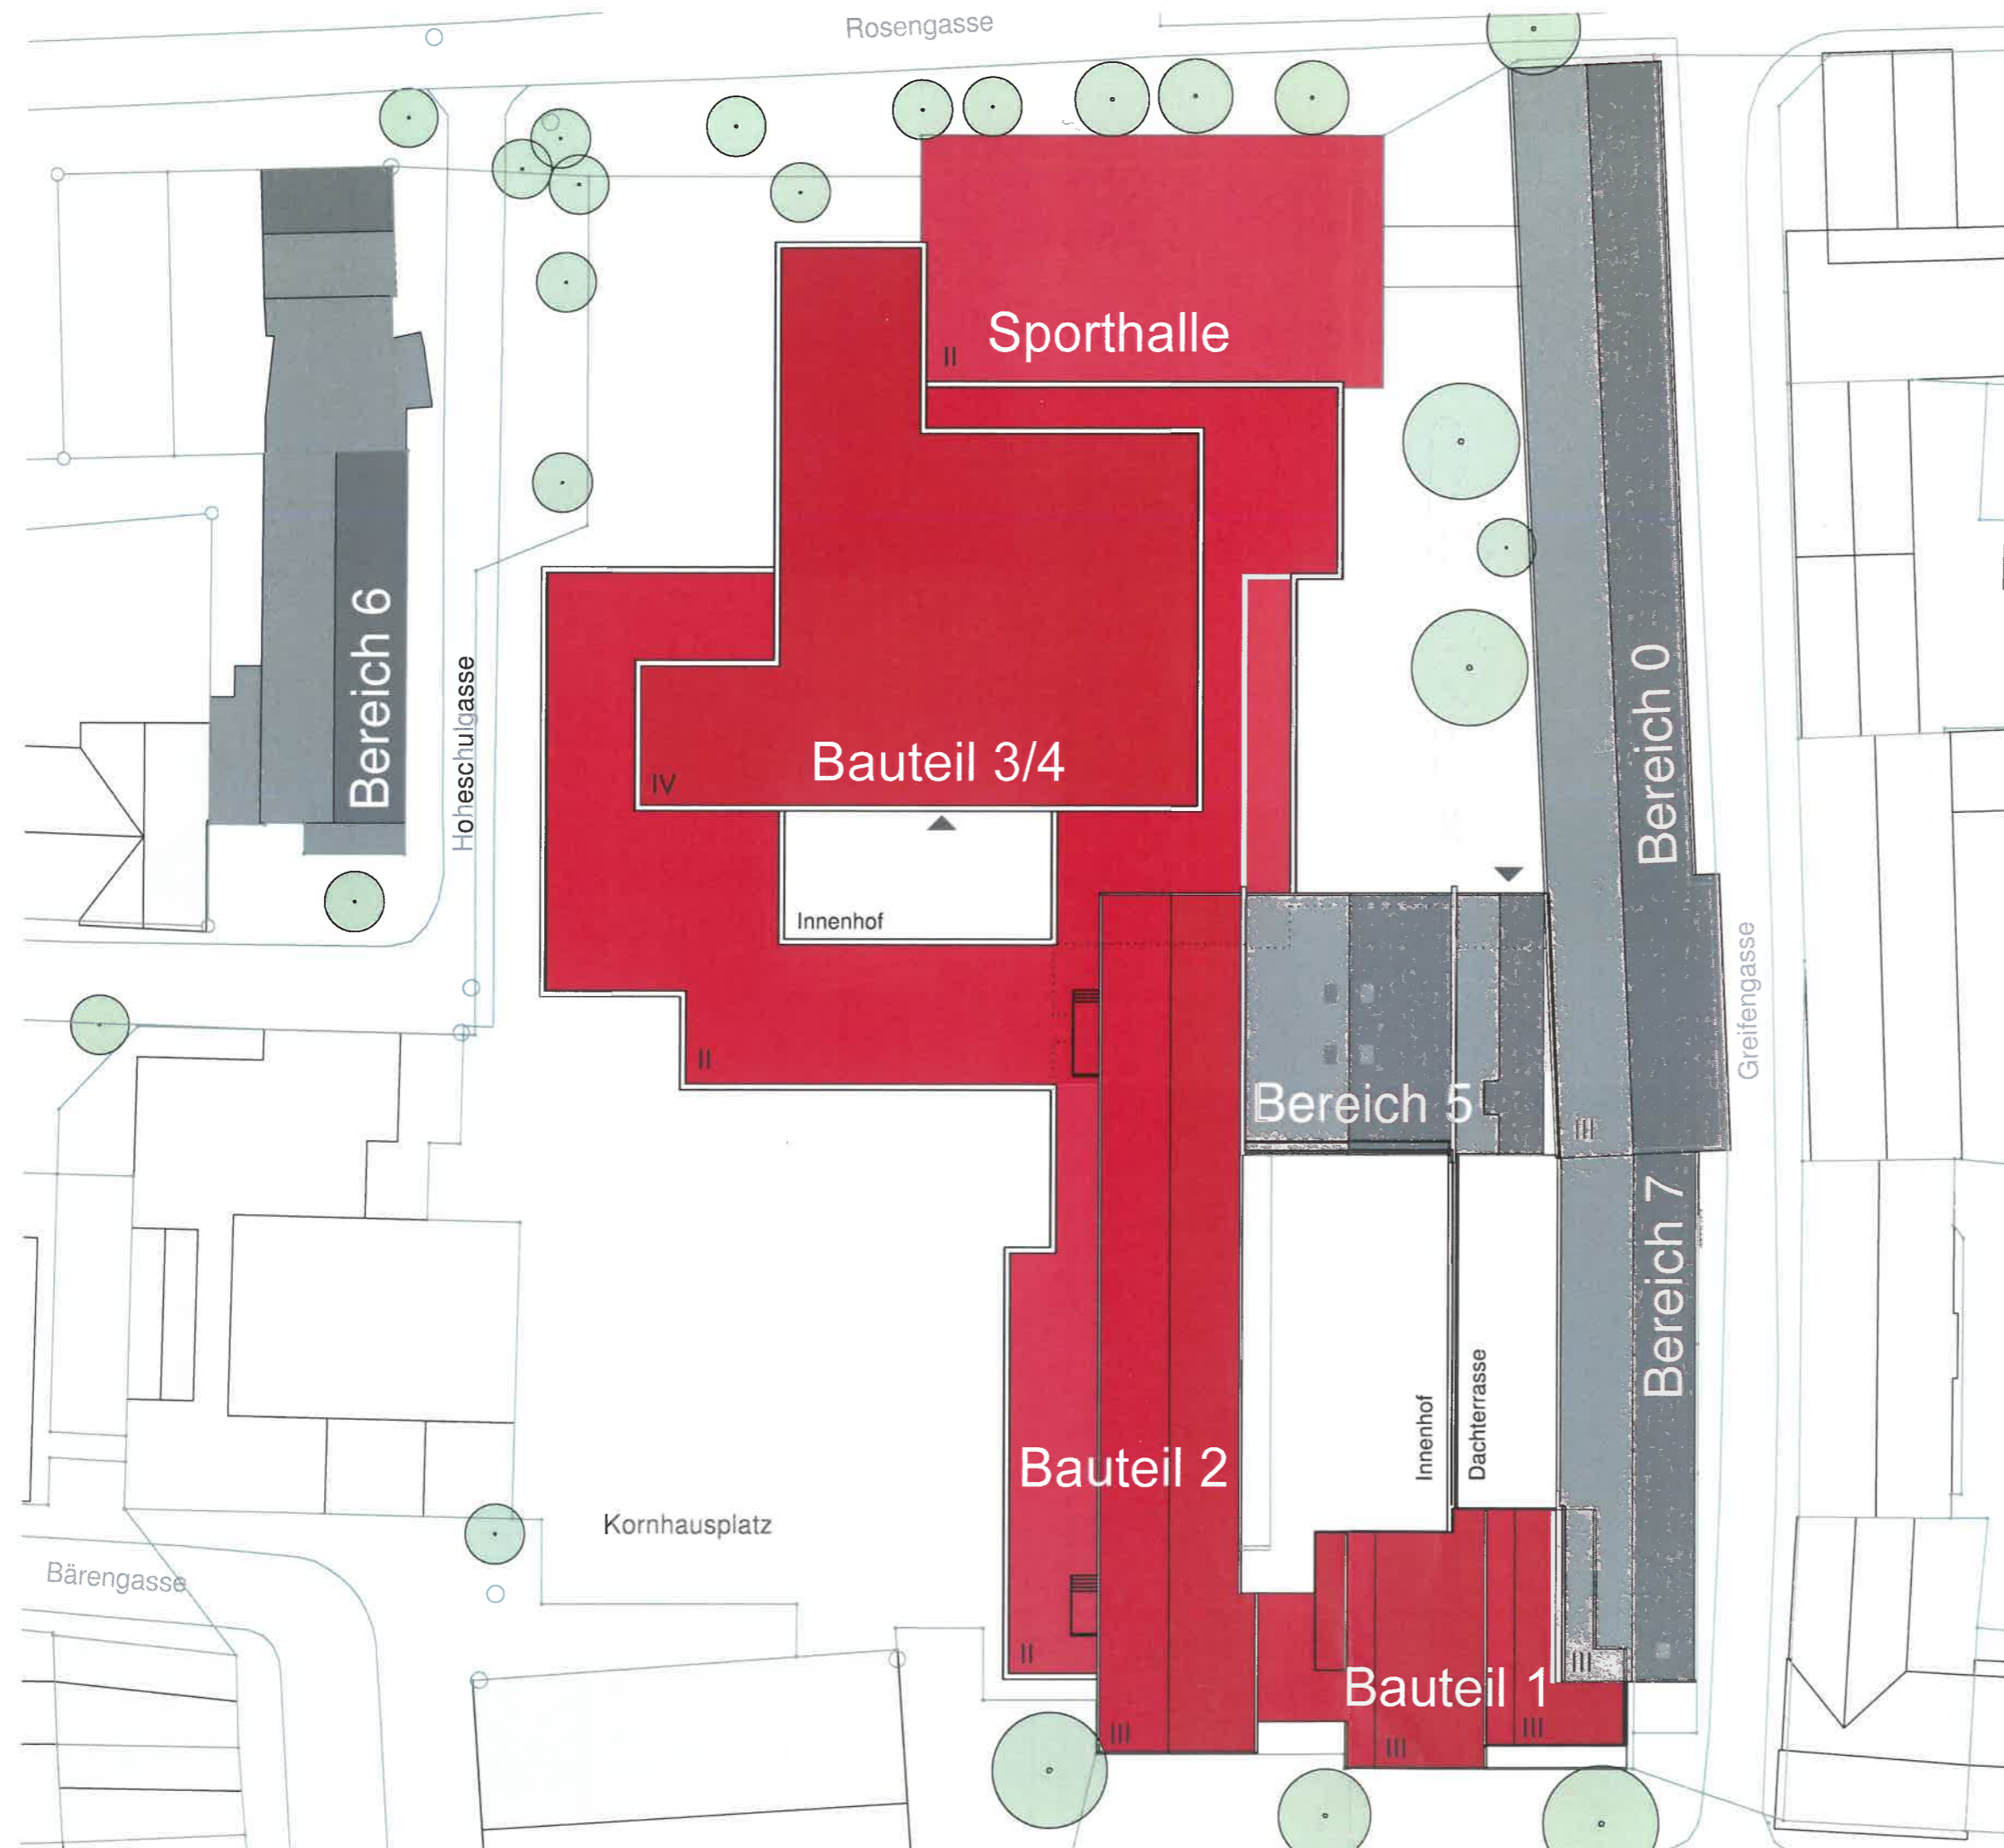 Rosengasse
Sporthalle
II
Bereich 6
Hoheschulgasse
Bereich 0
Bauteil 3/4
IV
Innenhof
Greifengasse
II
Bereich 5
III
Bereich 7
Innenhof
Dachterrasse
Bauteil 2
Kornhausplatz
Bärengasse
II
III
Bauteil 1
III
III
III